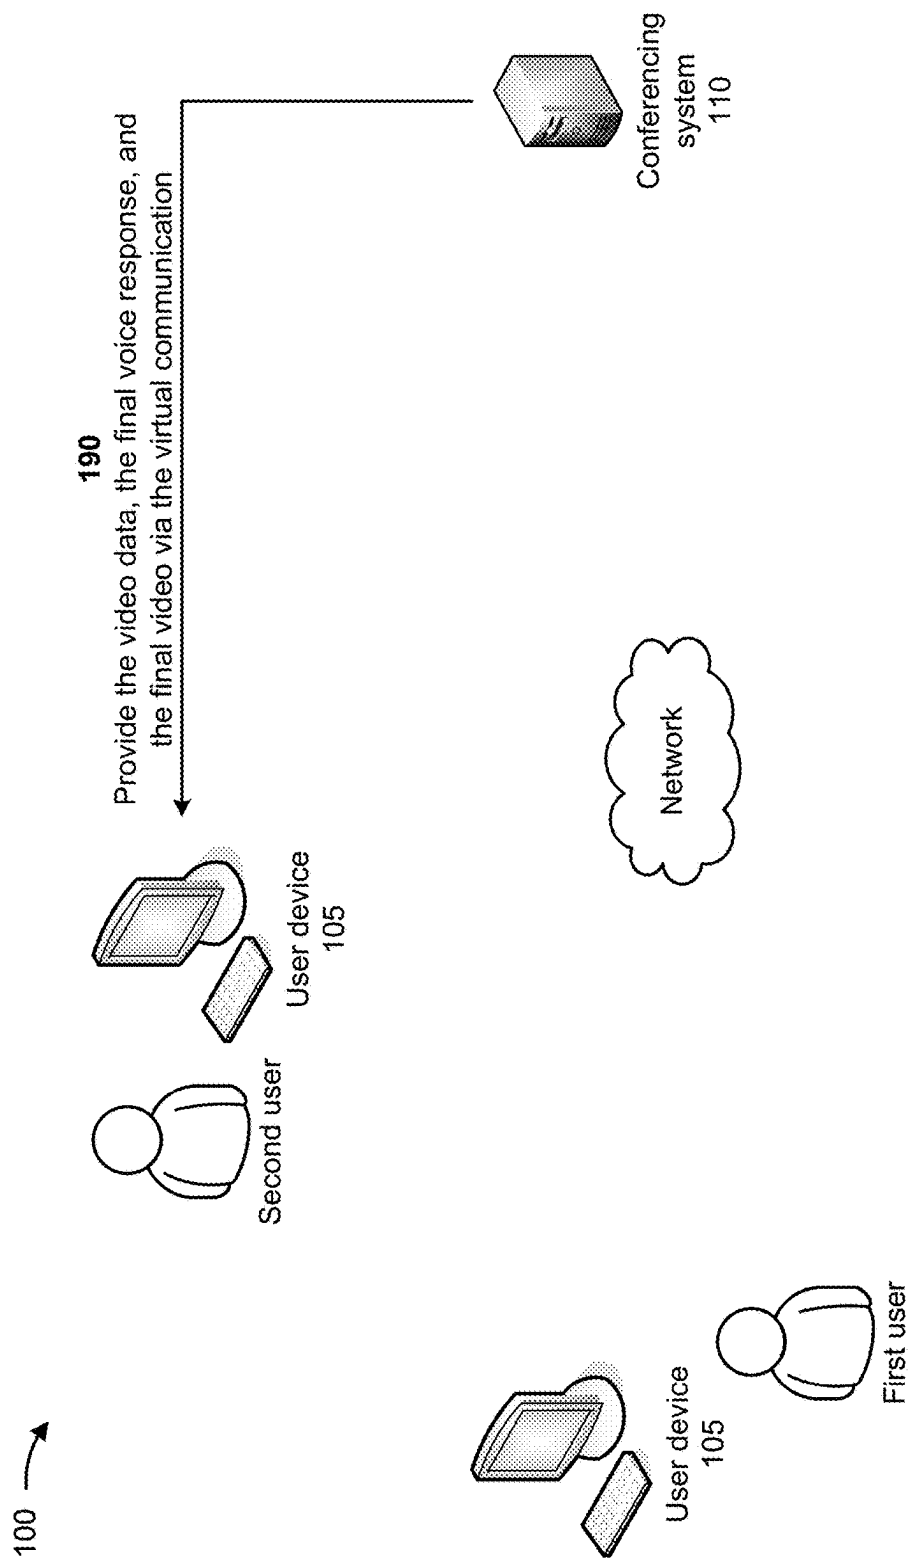 100
190
Provide the video data, the final voice response, and
the final video via the virtual communication
Second user
User device
105
Conferencing
system
110
Network
User device
105
First user